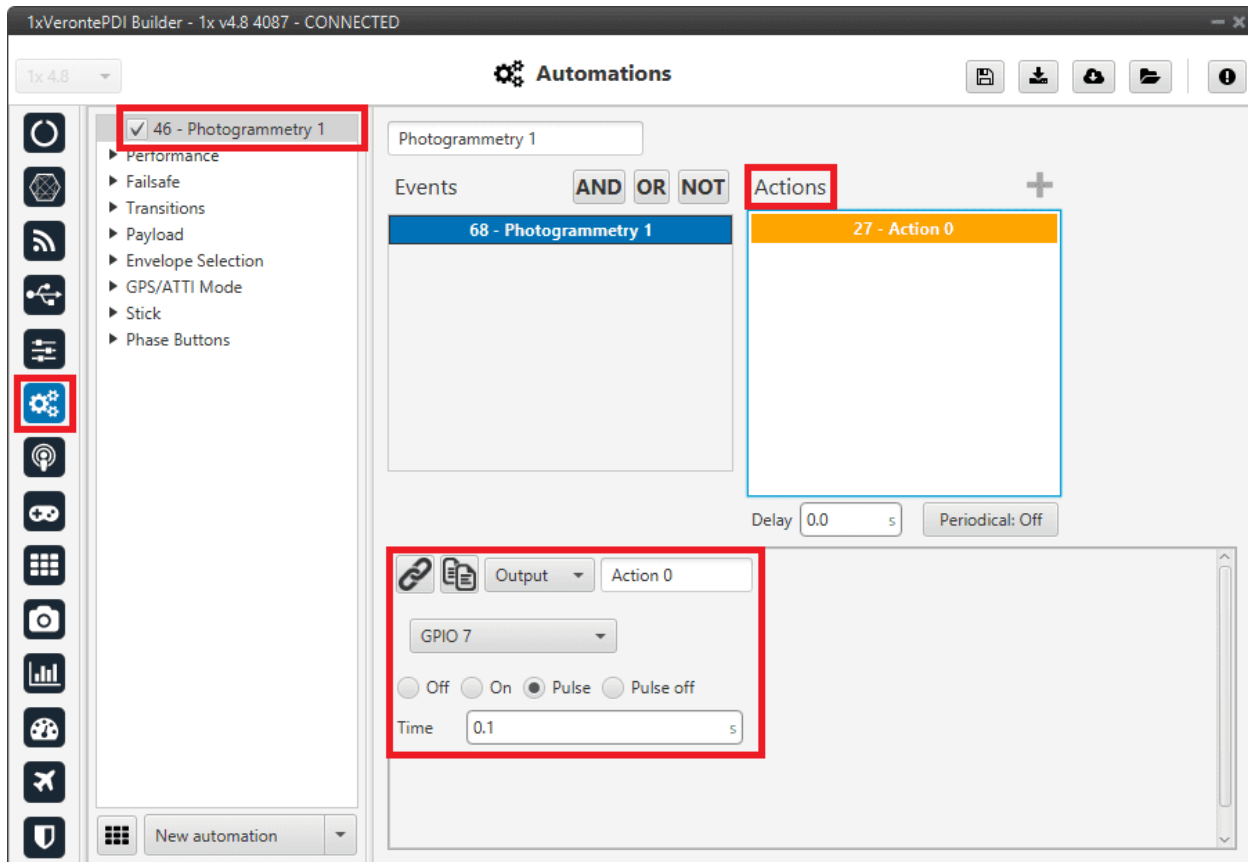 1xVerontePDI Builder - 1x v4.8 4087 - CONNECTED
1x 4.8
Automations
46 - Photogrammetry 1
Performance
Failsafe
Transitions
Payload
Envelope Selection
GPS/ATTI Mode
Stick
Phase Buttons
New automation
Photogrammetry 1
Events AND OR NOT
68 - Photogrammetry 1
Actions
27 - Action 0
Delay 0.0 s Periodical: Off
Output Action 0
GPIO 7
Off On Pulse Pulse off
Time 0.1 s